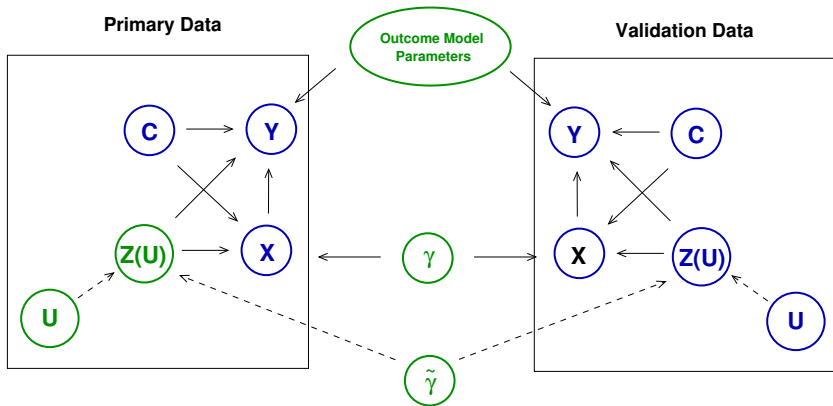 Primary Data
Outcome Model
Parameters
Validation Data
C
Y
Y
C
Z(U)
X
γ
X
Z(U)
U
U
γ̃